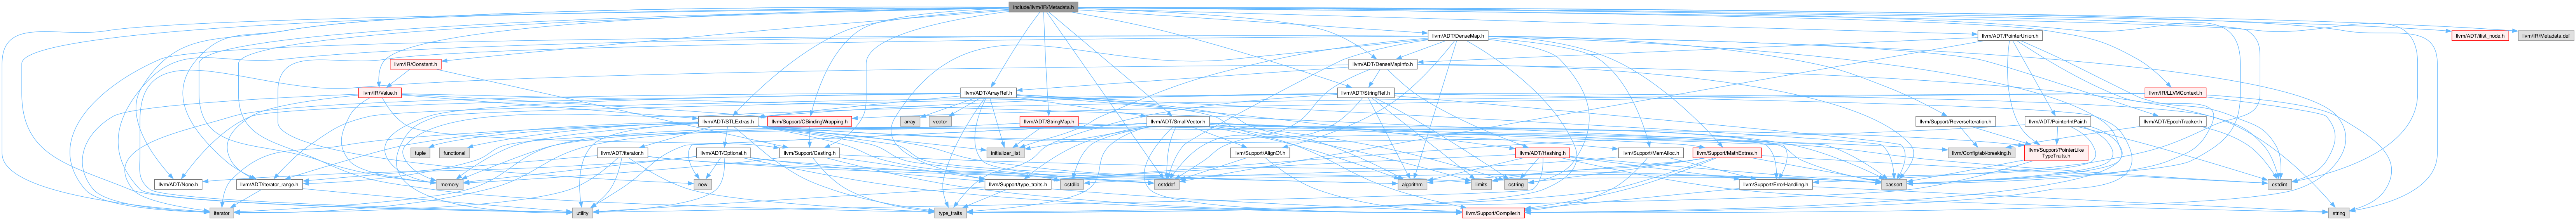 include/llvm/IR/Metadata.h
llvm/ADT/DenseMap.h
llvm/ADT/PointerUnion.h
llvm/ADT/ilist_node.h
llvm/IR/Metadata.def
llvm/IR/Constant.h
llvm/ADT/DenseMapInfo.h
llvm/IR/Value.h
llvm/ADT/ArrayRef.h
llvm/ADT/StringRef.h
llvm/IR/LLVMContext.h
llvm/ADT/STLExtras.h
llvm/Support/CBindingWrapping.h
array
vector
llvm/ADT/StringMap.h
llvm/ADT/SmallVector.h
llvm/Support/ReverseIteration.h
llvm/ADT/PointerIntPair.h
llvm/ADT/EpochTracker.h
tuple
functional
llvm/ADT/iterator.h
llvm/ADT/Optional.h
llvm/Support/Casting.h
initializer_list
llvm/Support/AlignOf.h
llvm/ADT/Hashing.h
llvm/Support/MemAlloc.h
llvm/Support/MathExtras.h
llvm/Config/abi-breaking.h
llvm/Support/PointerLike
TypeTraits.h
llvm/ADT/None.h
llvm/ADT/iterator_range.h
memory
new
llvm/Support/type_traits.h
cstdlib
cstddef
algorithm
limits
cstring
llvm/Support/ErrorHandling.h
cassert
cstdint
iterator
utility
type_traits
llvm/Support/Compiler.h
string